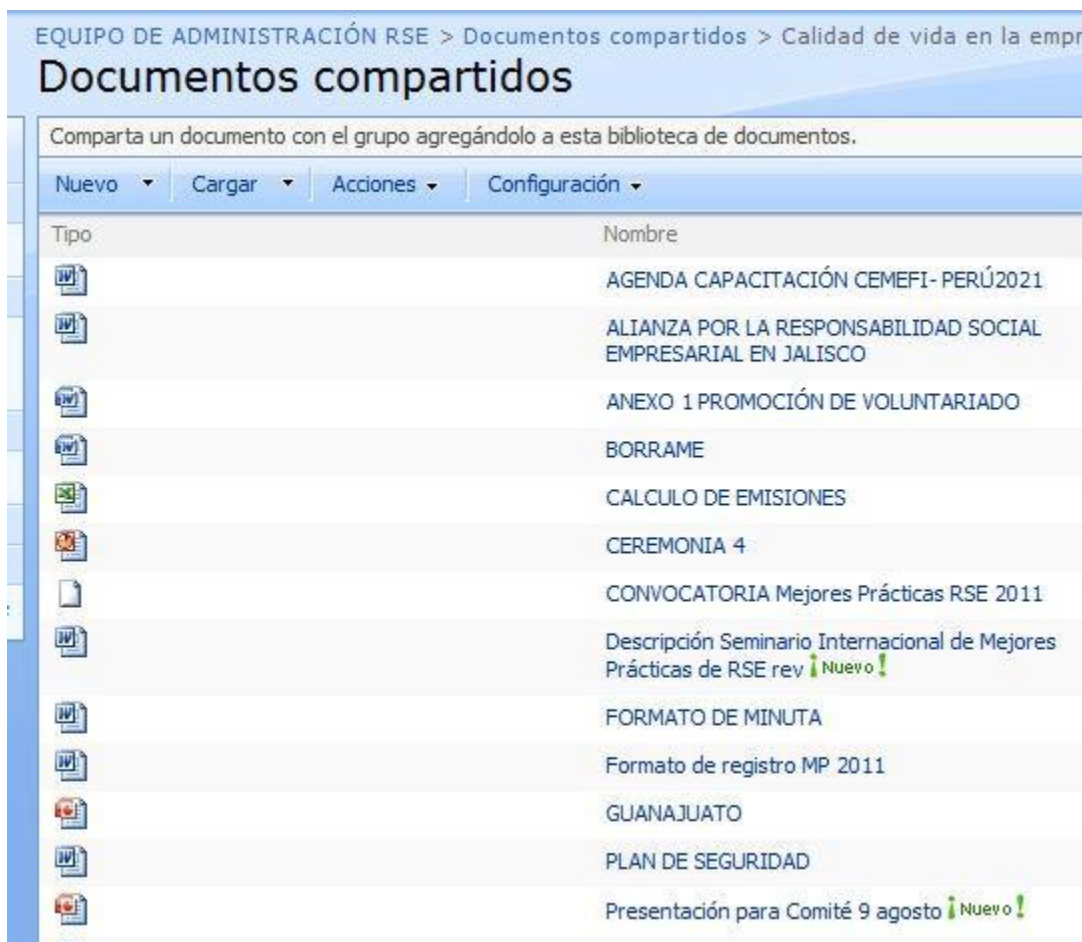 EQUIPO DE ADMINISTRACIÓN RSE > Documentos compartidos > Calidad de vida en la
Documentos compartidos
Comparta un documento con el grupo agregándolo a esta biblioteca de documentos.
Nuevo Cargar Acciones Configuración
Tipo Nombre
AGENDA CAPACITACIÓN CEMEFI- PERÚ2021
ALIANZA POR LA RESPONSABILIDAD SOCIAL
EMPRESARIAL EN JALISCO
ANEXO 1 PROMOCIÓN DE VOLUNTARIADO
BORRAME
CALCULO DE EMISIONES
CEREMONIA 4
CONVOCATORIA Mejores Prácticas RSE 2011
Descripción Seminario Internacional de Mejores
Prácticas de RSE rev ¡Nuevo!
FORMATO DE MINUTA
Formato de registro MP 2011
GUANAJUATO
PLAN DE SEGURIDAD
Presentación para Comité 9 agosto ¡Nuevo!